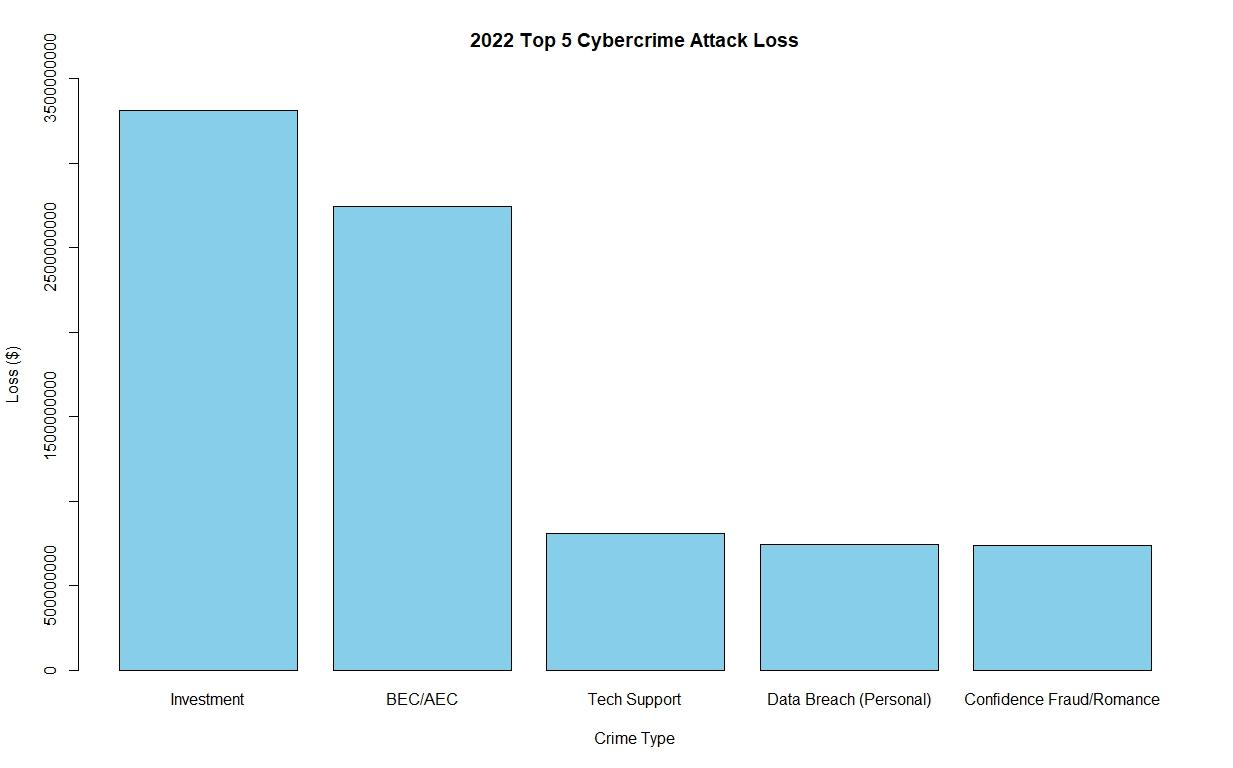 2022 Top 5 Cybercrime Attack Loss
3500000000
2500000000
1500000000
500000000
0
Loss ($)
Investment
BEC/AEC
Tech Support
Data Breach (Personal)
Confidence Fraud/Romance
Crime Type